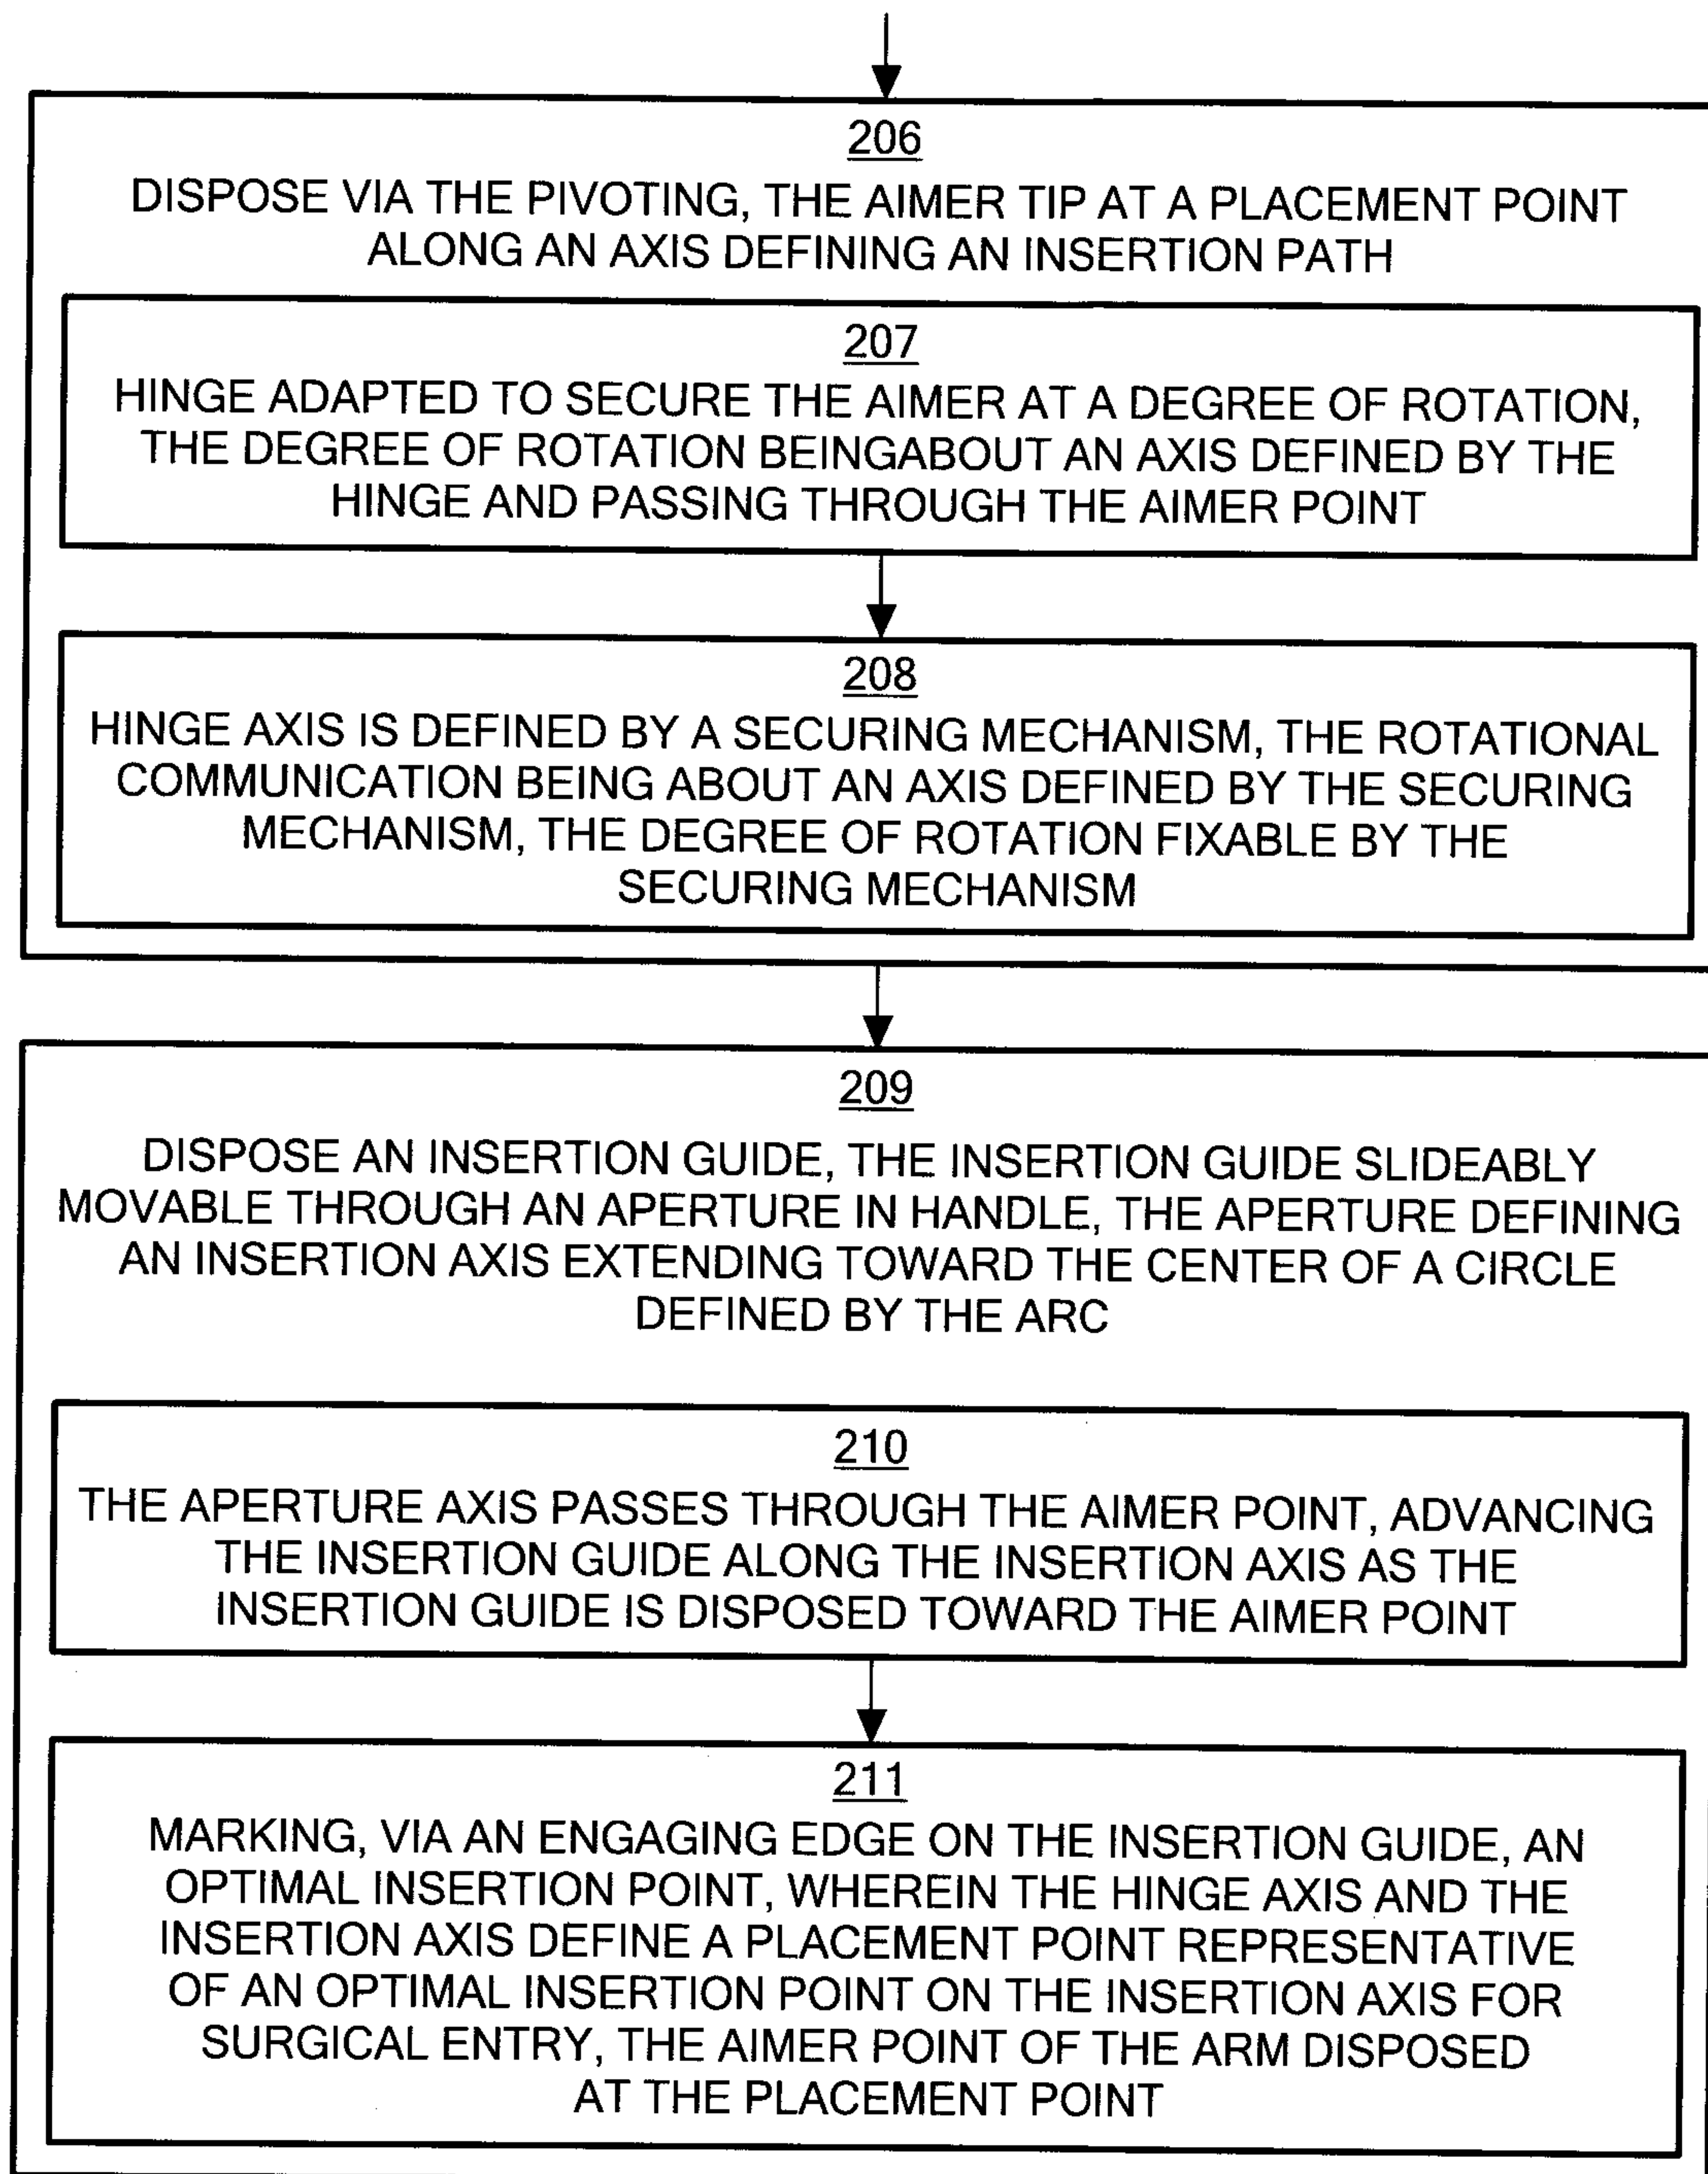 206
DISPOSE VIA THE PIVOTING, THE AIMER TIP AT A PLACEMENT POINT
ALONG AN AXIS DEFINING AN INSERTION PATH
207
HINGE ADAPTED TO SECURE THE AIMER AT A DEGREE OF ROTATION,
THE DEGREE OF ROTATION BEINGABOUT AN AXIS DEFINED BY THE
HINGE AND PASSING THROUGH THE AIMER POINT
208
HINGE AXIS IS DEFINED BY A SECURING MECHANISM, THE ROTATIONAL
COMMUNICATION BEING ABOUT AN AXIS DEFINED BY THE SECURING
MECHANISM, THE DEGREE OF ROTATION FIXABLE BY THE
SECURING MECHANISM
209
DISPOSE AN INSERTION GUIDE, THE INSERTION GUIDE SLIDEABLY
MOVABLE THROUGH AN APERTURE IN HANDLE, THE APERTURE DEFINING
AN INSERTION AXIS EXTENDING TOWARD THE CENTER OF A CIRCLE
DEFINED BY THE ARC
210
THE APERTURE AXIS PASSES THROUGH THE AIMER POINT, ADVANCING
THE INSERTION GUIDE ALONG THE INSERTION AXIS AS THE
INSERTION GUIDE IS DISPOSED TOWARD THE AIMER POINT
211
MARKING, VIA AN ENGAGING EDGE ON THE INSERTION GUIDE, AN
OPTIMAL INSERTION POINT, WHEREIN THE HINGE AXIS AND THE
INSERTION AXIS DEFINE A PLACEMENT POINT REPRESENTATIVE
OF AN OPTIMAL INSERTION POINT ON THE INSERTION AXIS FOR
SURGICAL ENTRY, THE AIMER POINT OF THE ARM DISPOSED
AT THE PLACEMENT POINT